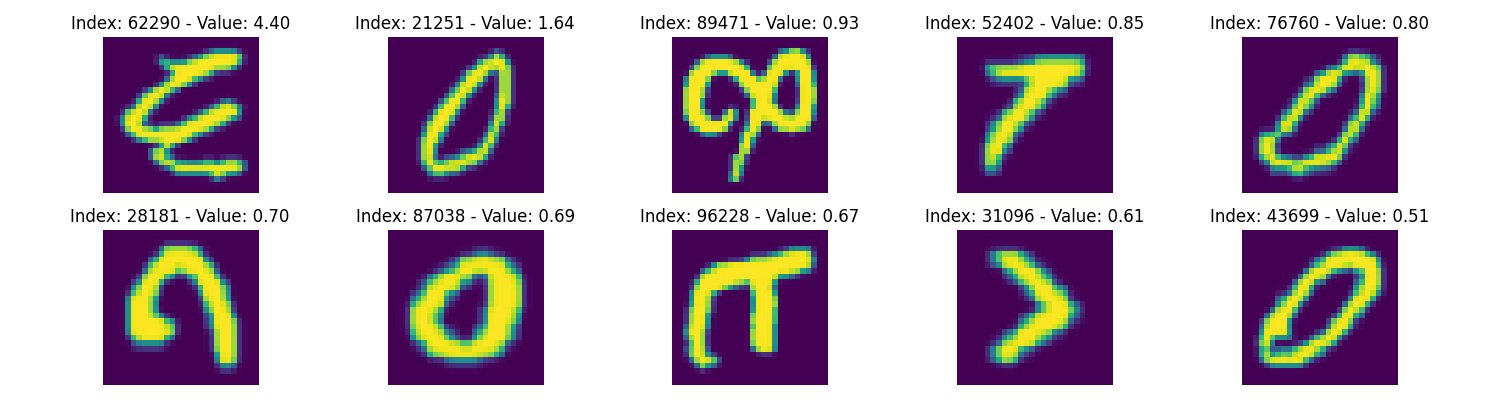 Index: 62290 - Value: 4.40
Index: 21251 - Value: 1.64
Index: 89471 - Value: 0.93
Index: 52402 - Value: 0.85
Index: 76760 - Value: 0.80
Index: 28181 - Value: 0.70
Index: 87038 - Value: 0.69
Index: 96228 - Value: 0.67
Index: 31096 - Value: 0.61
Index: 43699 - Value: 0.51